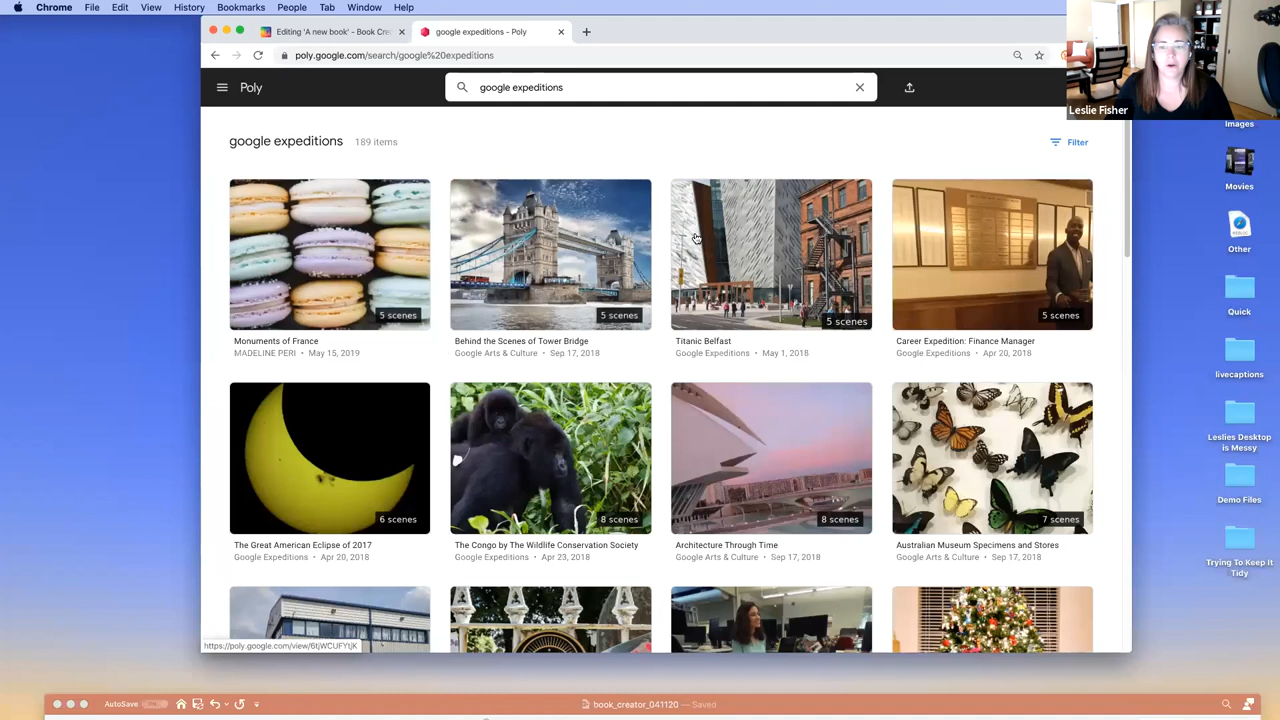 Chrome File Edit View History Bookmarks People Tab Window Help
Editing 'A new book' - Book Cre
google expeditions - Poly
poly.google.com/search/google%20expeditions
Poly
google expeditions
Leslie Fisher
google expeditions 189 items
Filter
5 scenes
5 scenes
5 scenes
5 scenes
Monuments of France
MADELINE PERI • May 15, 2019
Behind the Scenes of Tower Bridge
Google Arts & Culture • Sep 17, 2018
Titanic Belfast
Google Expeditions • May 1, 2018
Career Expedition: Finance Manager
Google Expeditions • Apr 20, 2018
6 scenes
8 scenes
8 scenes
7 scenes
The Great American Eclipse of 2017
Google Expeditions • Apr 20, 2018
The Congo by The Wildlife Conservation Society
Google Expeditions • Apr 23, 2018
Architecture Through Time
Google Arts & Culture • Sep 17, 2018
Australian Museum Specimens and Stores
Google Arts & Culture • Sep 17, 2018
https://poly.google.com/view/6tjWCUFYtjK
Images
Movies
Other
Quick
livecaptions
Leslies Desktop
is Messy
Demo Files
Trying To Keep It
Tidy
AutoSave
book_creator_041120 — Saved